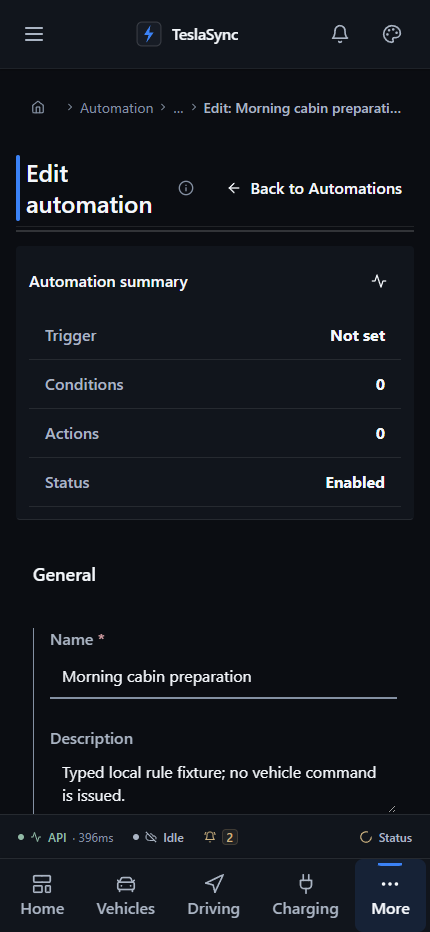 TeslaSync
Automation
...
Edit: Morning cabin preparati...
Edit
automation
Back to Automations
Automation summary
Trigger
Not set
Conditions
0
Actions
0
Status
Enabled
General
Name *
Morning cabin preparation
Description
Typed local rule fixture; no vehicle command
is issued.
API · 396ms
Idle
2
Status
Home
Vehicles
Driving
Charging
More